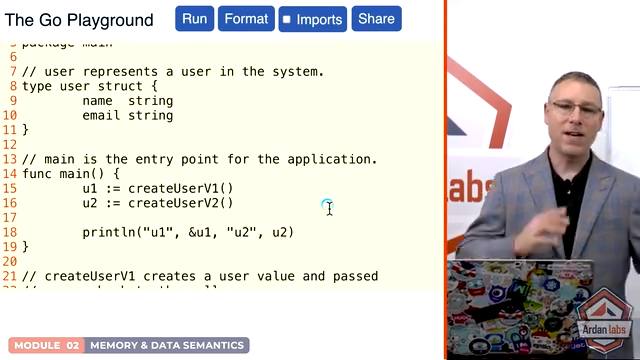 The Go Playground
Run
Format
Imports
Share
5 package main
6
7 // user represents a user in the system.
8 type user struct {
9 name string
10 email string
11 }
12
13 // main is the entry point for the application.
14 func main() {
15 u1 := createUserV1()
16 u2 := createUserV2()
17
18 println("u1", &u1, "u2", u2)
19 }
20
21 // createUserV1 creates a user value and passed
abs
Ardan labs
MODULE 02 MEMORY & DATA SEMANTICS